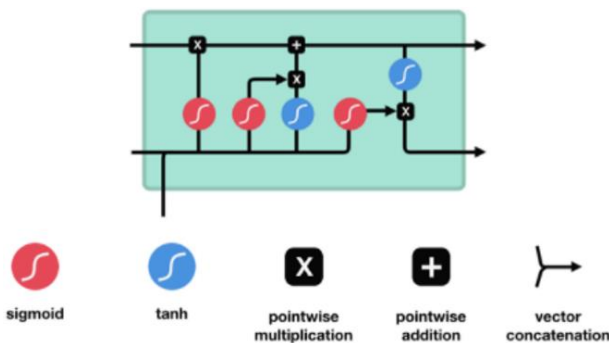 x
+
x
x
x
+
sigmoid
tanh
pointwise
multiplication
pointwise
addition
vector
concatenation